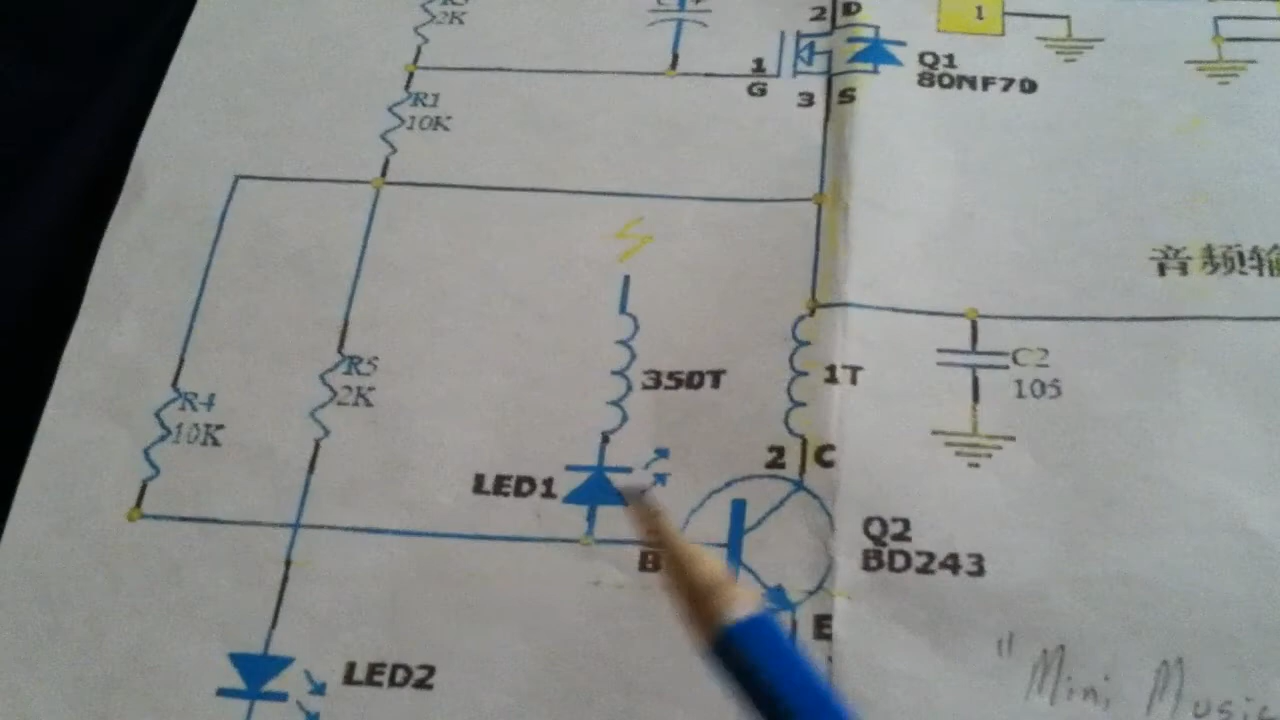 2K
2
D
1
1
G
Q1
80NF70
3
S
R1
10K
音频输
350T
1T
C2
105
R5
2K
R4
10K
2
C
LED1
B
Q2
BD243
E
LED2
"Mini Music